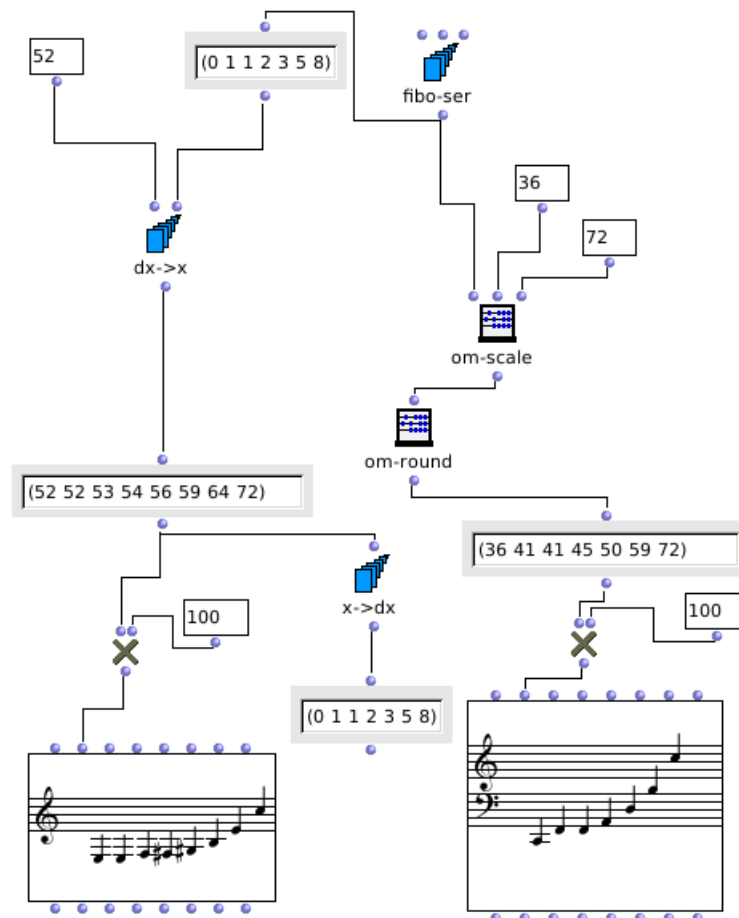 52
(0 1 1 2 3 5 8)
fibo-ser
36
72
dx->x
om-scale
om-round
(52 52 53 54 56 59 64 72)
(36 41 41 45 50 59 72)
x->dx
100
100
(0 1 1 2 3 5 8)